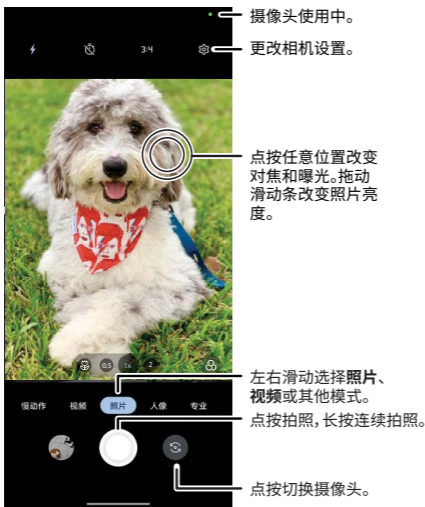 摄像头使用中。
更改相机设置。
3:4
点按任意位置改变
对焦和曝光。拖动
滑动条改变照片亮
度。
0.5 1x 2
左右滑动选择照片、
视频或其他模式。
慢动作 视频 照片 人像 专业
点按拍照，长按连续拍照。
点按切换摄像头。